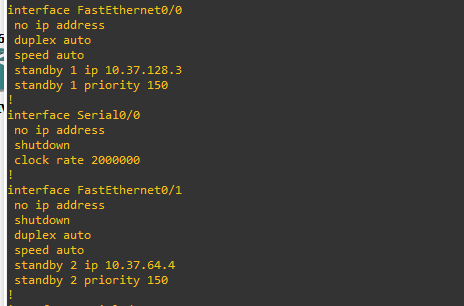 interface FastEthernet0/0
no ip address
duplex auto
speed auto
standby 1 ip 10.37.128.3
standby 1 priority 150
!
interface Serial0/0
no ip address
shutdown
clock rate 2000000
!
interface FastEthernet0/1
no ip address
shutdown
duplex auto
speed auto
standby 2 ip 10.37.64.4
standby 2 priority 150
!